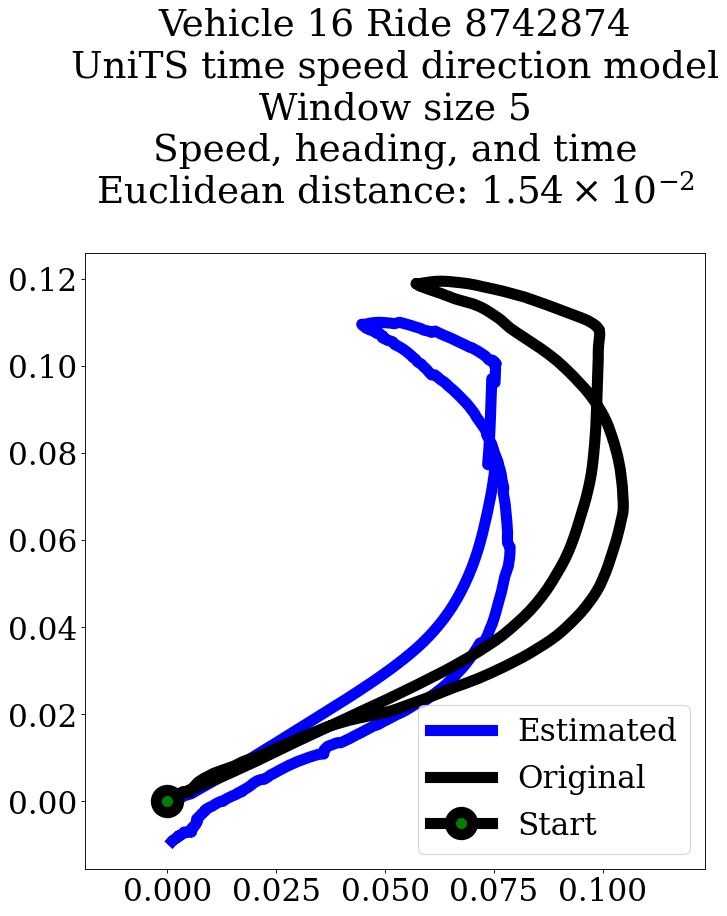 Vehicle 16 Ride 8742874
UniTS time speed direction model
Window size 5
Speed, heading, and time
Euclidean distance: 1.54 × 10⁻²
0.12
0.10
0.08
0.06
0.04
0.02
0.00
Estimated
Original
Start
0.000 0.025 0.050 0.075 0.100